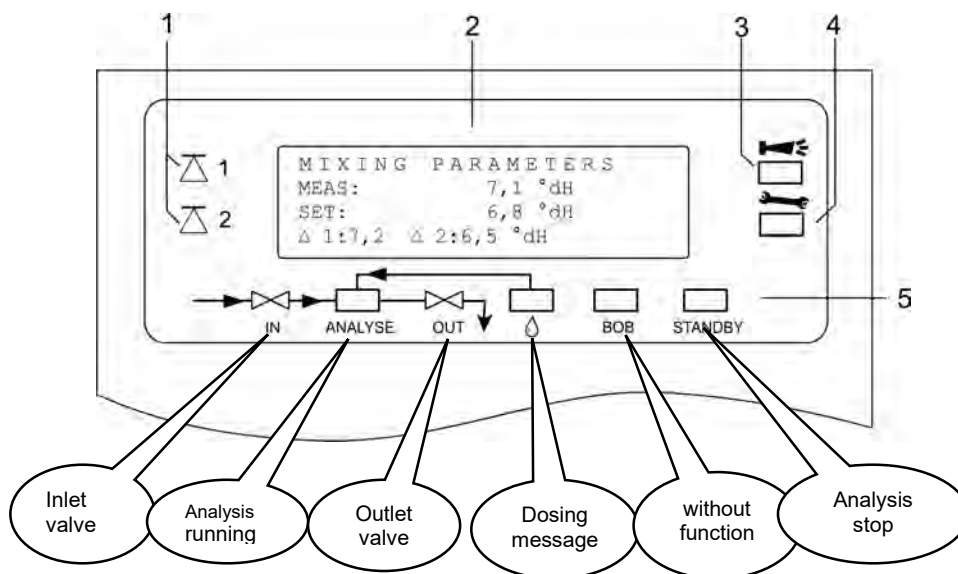 1
2
3
4
1
2
MIXING PARAMETERS
MEAS: 7,1 °dH
SET: 6,8 °dH
Δ 1:7,2 Δ 2:6,5 °dH
5
IN
ANALYSE
OUT
BOB
STANDBY
Inlet
valve
Analysis
running
Outlet
valve
Dosing
message
without
function
Analysis
stop